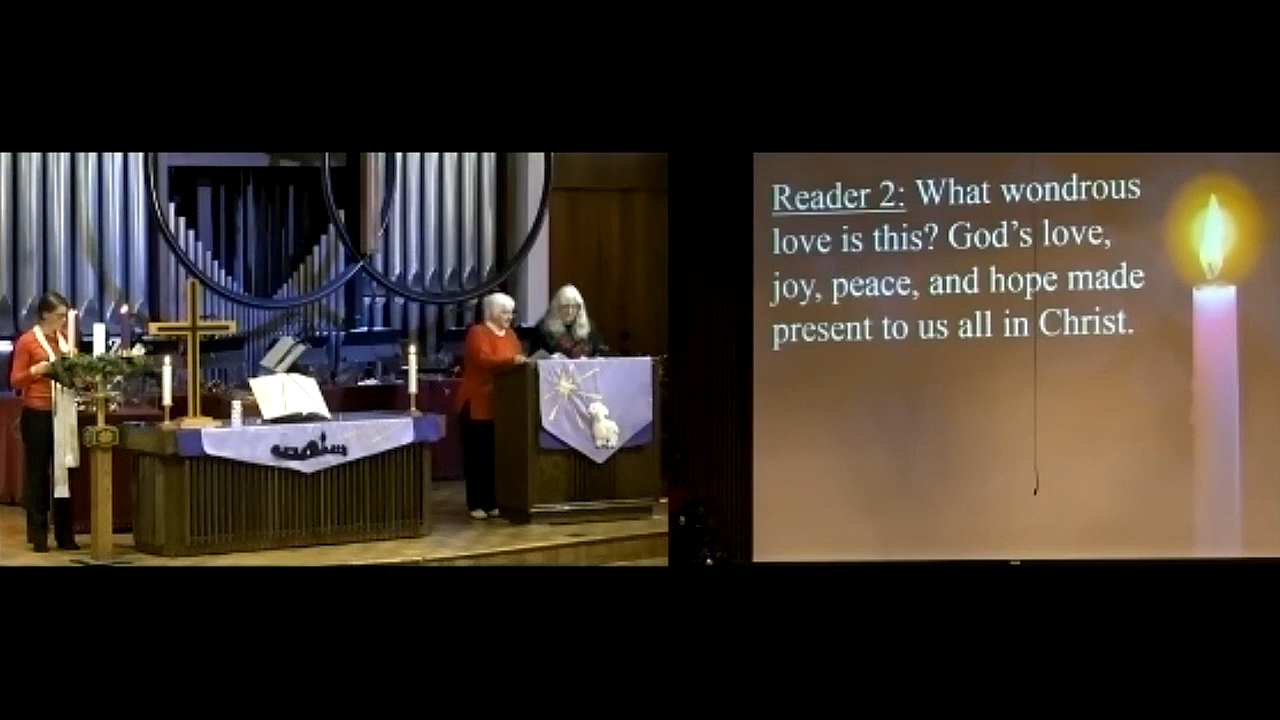 Reader 2: What wondrous
love is this? God's love,
joy, peace, and hope made
present to us all in Christ.